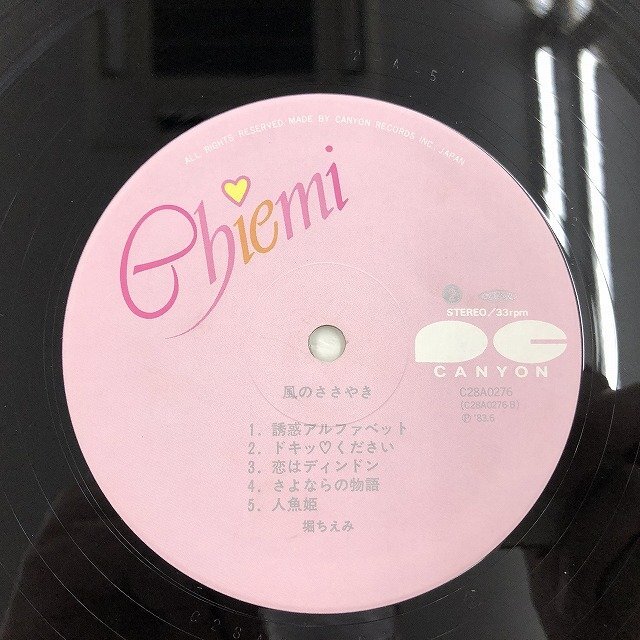 ALL RIGHTS RESERVED. MADE BY CANYON RECORDS INC. JAPAN
Chiemi
STEREO/33rpm
CANYON
C28A0276
(C28A0276-B)
Ⓟ '83.6
風のささやき
1. 誘惑アルファベット
2. ドキッ♡ください
3. 恋はディンドン
4. さよならの物語
5. 人魚姫
堀ちえみ